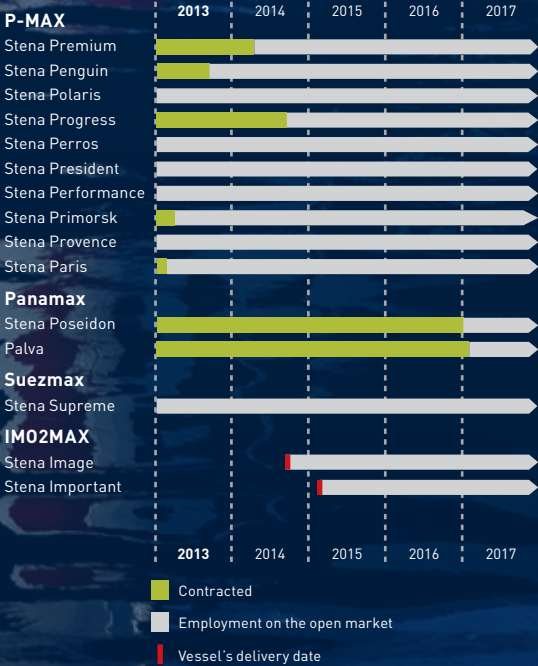 2013 2014 2015 2016 2017
P-MAX
Stena Premium
Stena Penguin
Stena Polaris
Stena Progress
Stena Perros
Stena President
Stena Performance
Stena Primorsk
Stena Provence
Stena Paris
Panamax
Stena Poseidon
Palva
Suezmax
Stena Supreme
IMO2MAX
Stena Image
Stena Important
2013 2014 2015 2016 2017
Contracted
Employment on the open market
Vessel's delivery date